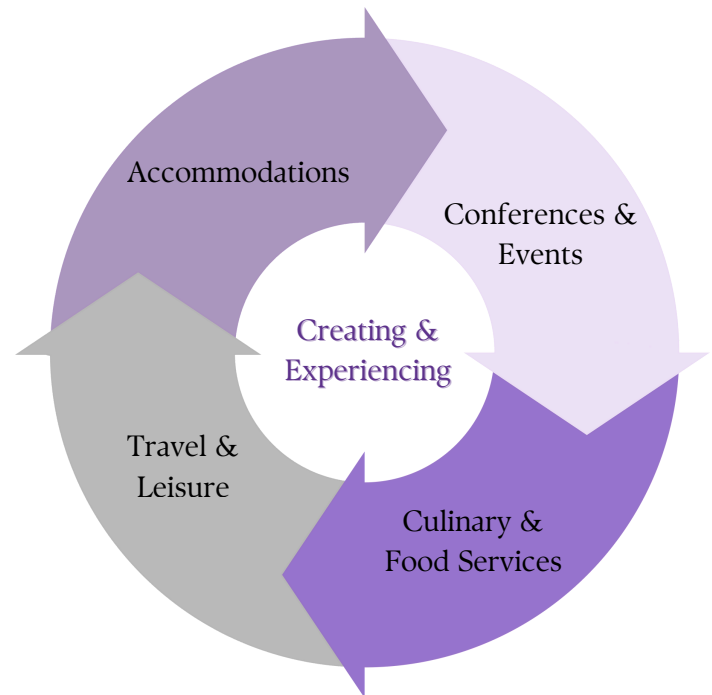 Accommodations
Conferences &
Events
Creating &
Experiencing
Travel &
Leisure
Culinary &
Food Services